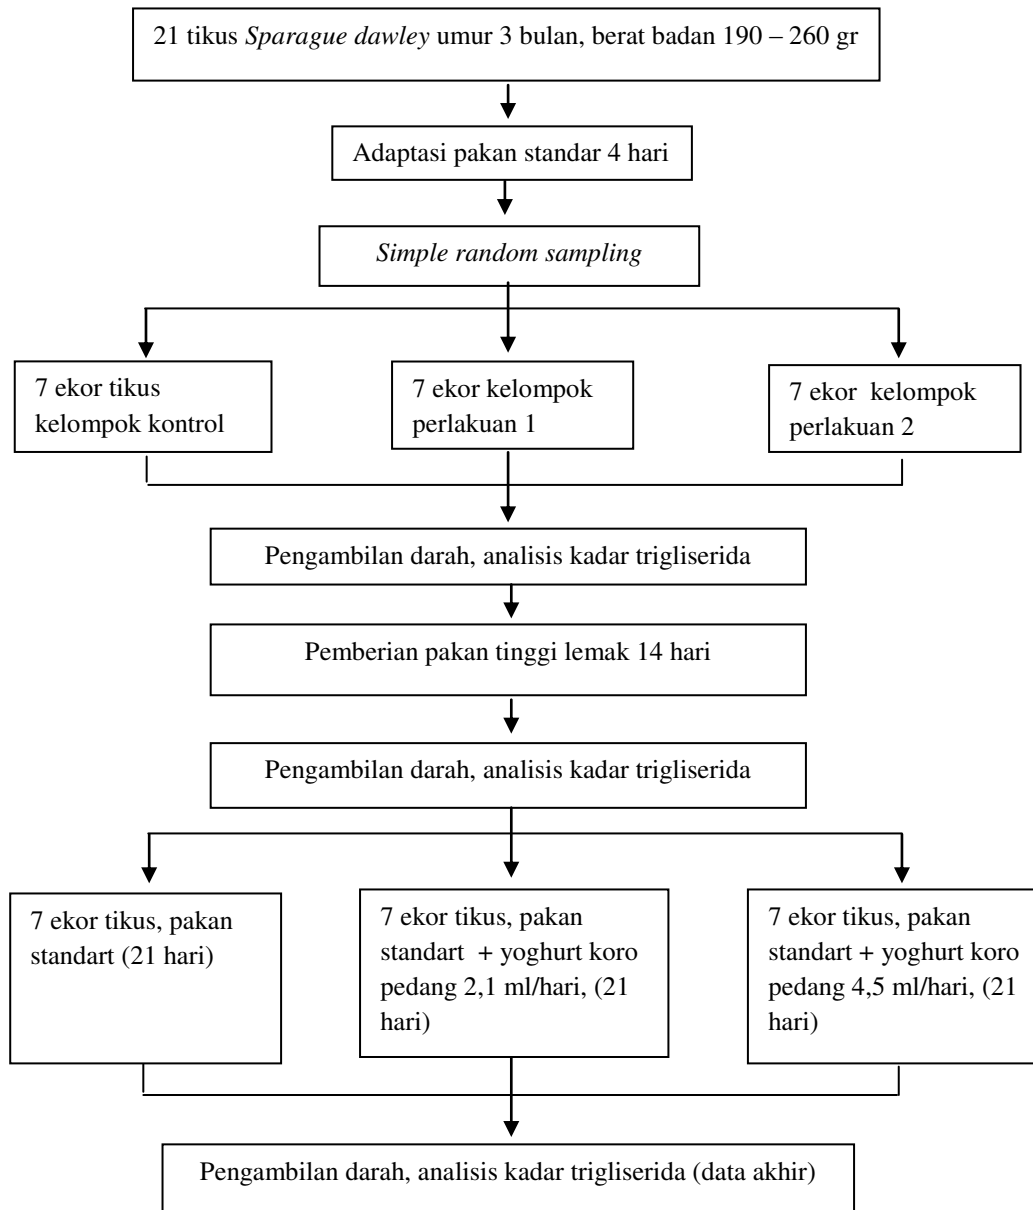 21 tikus Sparague dawley umur 3 bulan, berat badan 190 – 260 gr
Adaptasi pakan standar 4 hari
Simple random sampling
7 ekor tikus
kelompok kontrol
7 ekor kelompok
perlakuan 1
7 ekor kelompok
perlakuan 2
Pengambilan darah, analisis kadar trigliserida
Pemberian pakan tinggi lemak 14 hari
Pengambilan darah, analisis kadar trigliserida
7 ekor tikus, pakan
standart (21 hari)
7 ekor tikus, pakan
standart + yoghurt koro
pedang 2,1 ml/hari, (21
hari)
7 ekor tikus, pakan
standart + yoghurt koro
pedang 4,5 ml/hari, (21
hari)
Pengambilan darah, analisis kadar trigliserida (data akhir)